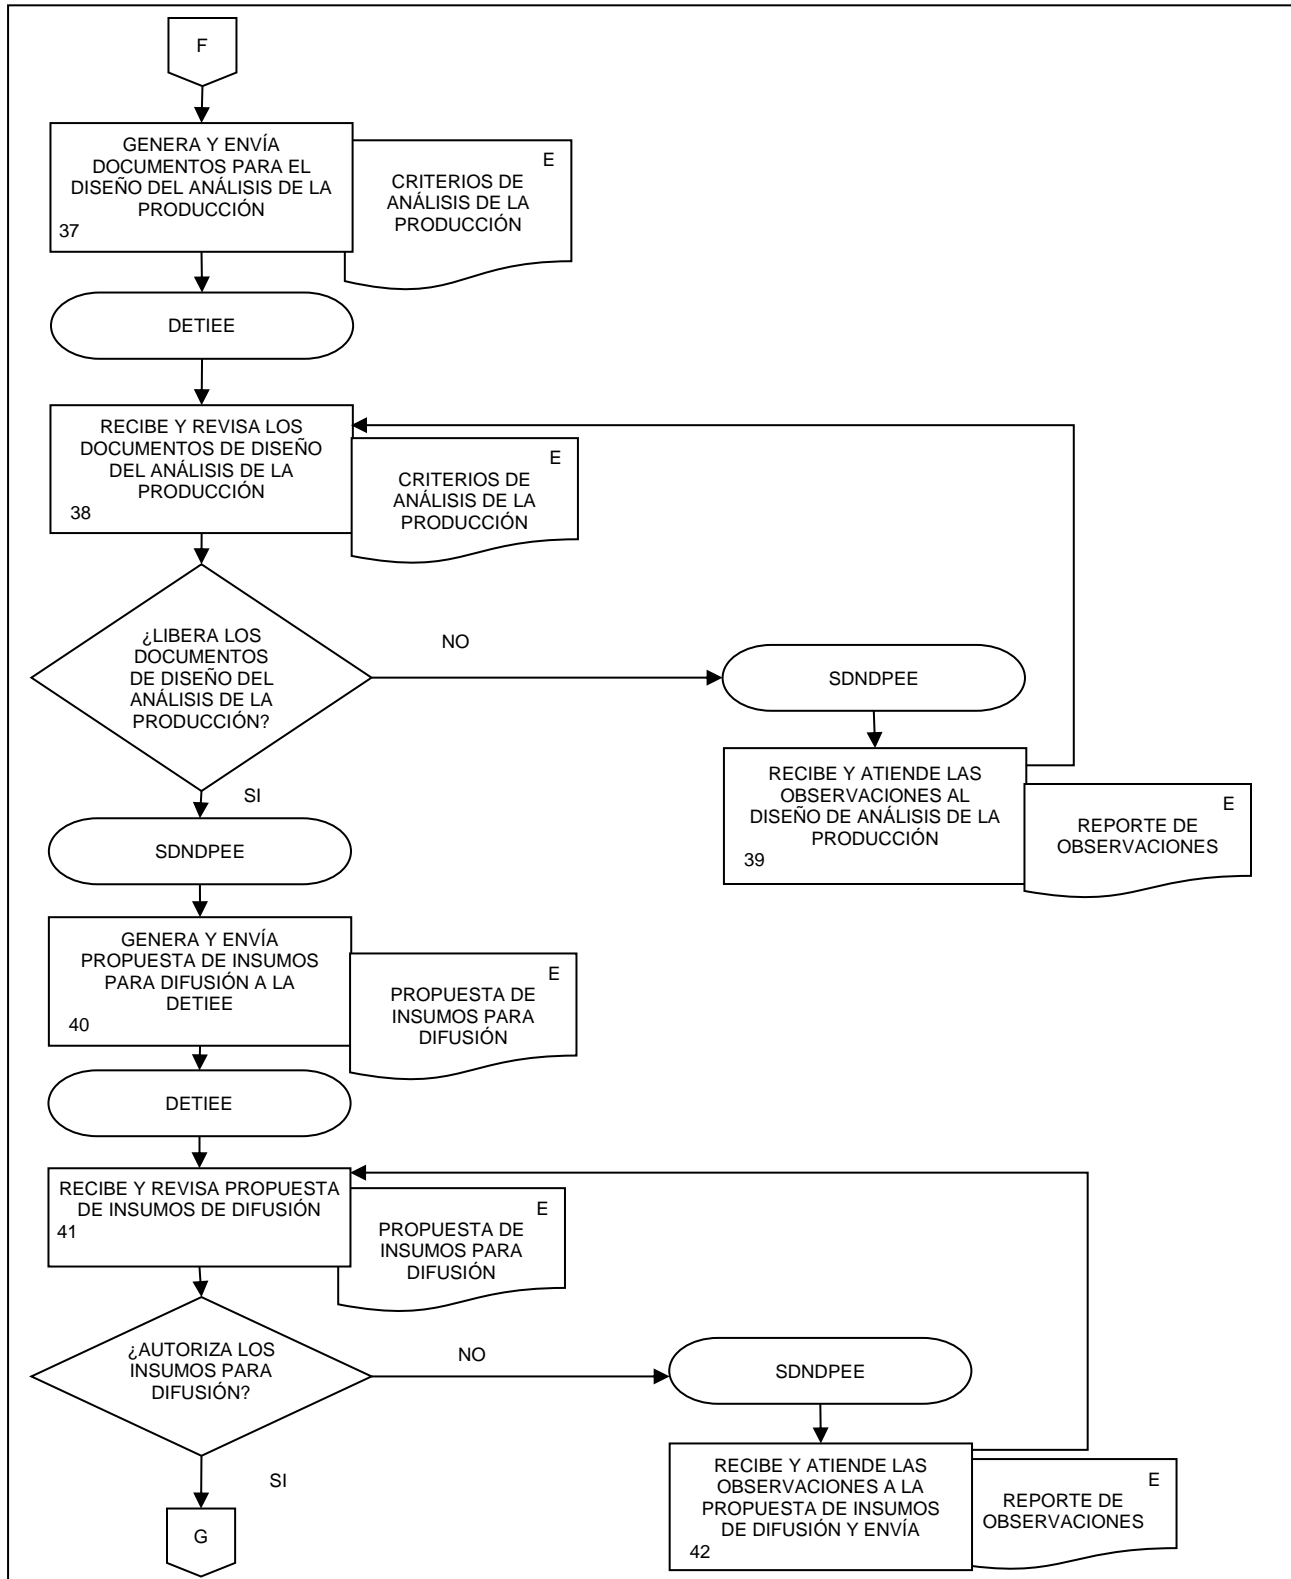 F
GENERA Y ENVÍA
DOCUMENTOS PARA EL
DISEÑO DEL ANÁLISIS DE LA
PRODUCCIÓN
37
E
CRITERIOS DE
ANÁLISIS DE LA
PRODUCCIÓN
DETIEE
RECIBE Y REVISA LOS
DOCUMENTOS DE DISEÑO
DEL ANÁLISIS DE LA
PRODUCCIÓN
38
E
CRITERIOS DE
ANÁLISIS DE LA
PRODUCCIÓN
¿LIBERA LOS
DOCUMENTOS
DE DISEÑO DEL
ANÁLISIS DE LA
PRODUCCIÓN?
NO
SDNDPEE
RECIBE Y ATIENDE LAS
OBSERVACIONES AL
DISEÑO DE ANÁLISIS DE LA
PRODUCCIÓN
39
E
REPORTE DE
OBSERVACIONES
SI
SDNDPEE
GENERA Y ENVÍA
PROPUESTA DE INSUMOS
PARA DIFUSIÓN A LA
DETIEE
40
E
PROPUESTA DE
INSUMOS PARA
DIFUSIÓN
DETIEE
RECIBE Y REVISA PROPUESTA
DE INSUMOS DE DIFUSIÓN
41
E
PROPUESTA DE
INSUMOS PARA
DIFUSIÓN
¿AUTORIZA LOS
INSUMOS PARA
DIFUSIÓN?
NO
SDNDPEE
RECIBE Y ATIENDE LAS
OBSERVACIONES A LA
PROPUESTA DE INSUMOS
DE DIFUSIÓN Y ENVÍA
42
E
REPORTE DE
OBSERVACIONES
SI
G